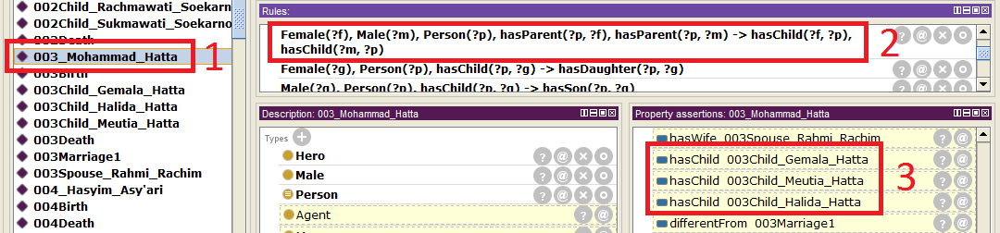 002Child_Rachmawati_Soekarno
002Child_Sukmawati_Soekarno
002Death
003_Mohammad_Hatta
003Birth
003Child_Gemala_Hatta
003Child_Halida_Hatta
003Child_Meutia_Hatta
003Death
003Marriage1
003Spouse_Rahmi_Rachim
004_Hasyim_Asy'ari
004Birth
004Death
1
Rules:
Female(?f), Male(?m), Person(?p), hasParent(?p, ?f), hasParent(?p, ?m) -> hasChild(?f, ?p),
hasChild(?m, ?p)
Female(?g), Person(?p), hasChild(?p, ?g) -> hasDaughter(?p, ?g)
Male(?g), Person(?p), hasChild(?p, ?g) -> hasSon(?p, ?g)
2
Description: 003_Mohammad_Hatta
Types
Hero
Male
Person
Agent
Property assertions: 003_Mohammad_Hatta
hasWife 003Spouse_Rahmi_Rachim
hasChild 003Child_Gemala_Hatta
hasChild 003Child_Meutia_Hatta
hasChild 003Child_Halida_Hatta
differentFrom 003Marriage1
3